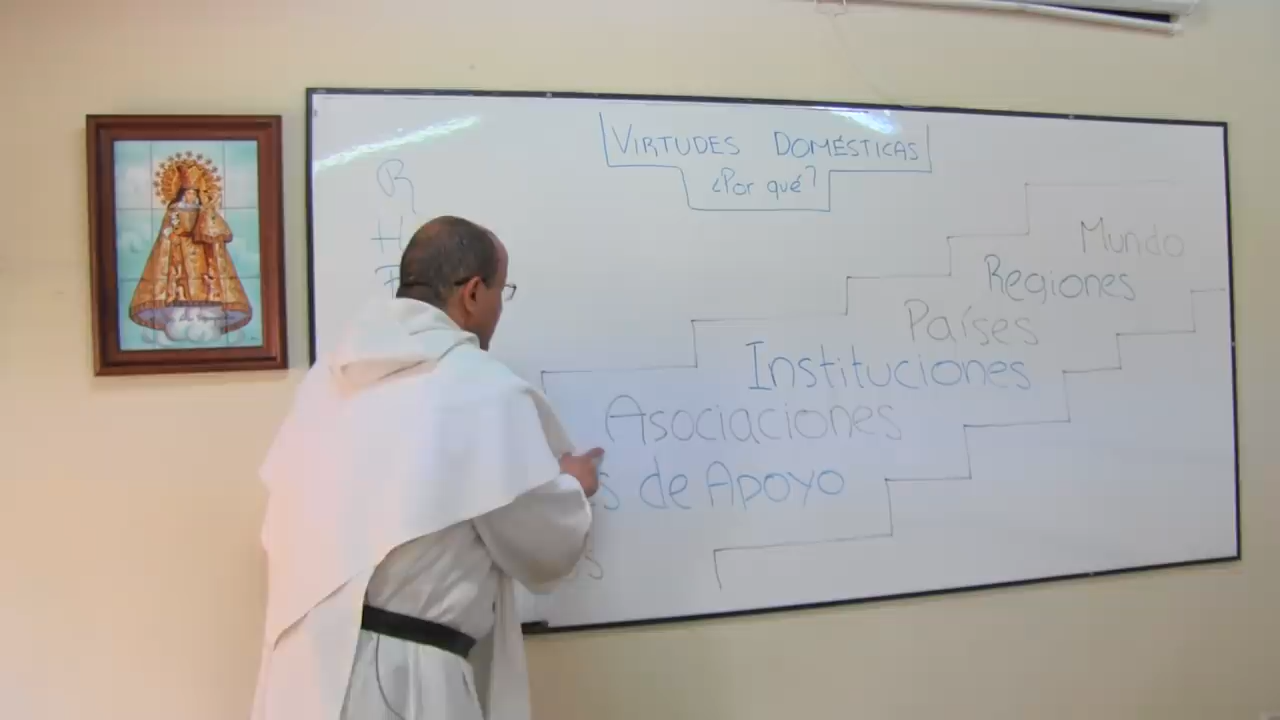 VIRTUDES DOMÉSTICAS
¿Por qué?
R
H
Mundo
Regiones
Países
Instituciones
Asociaciones
de Apoyo